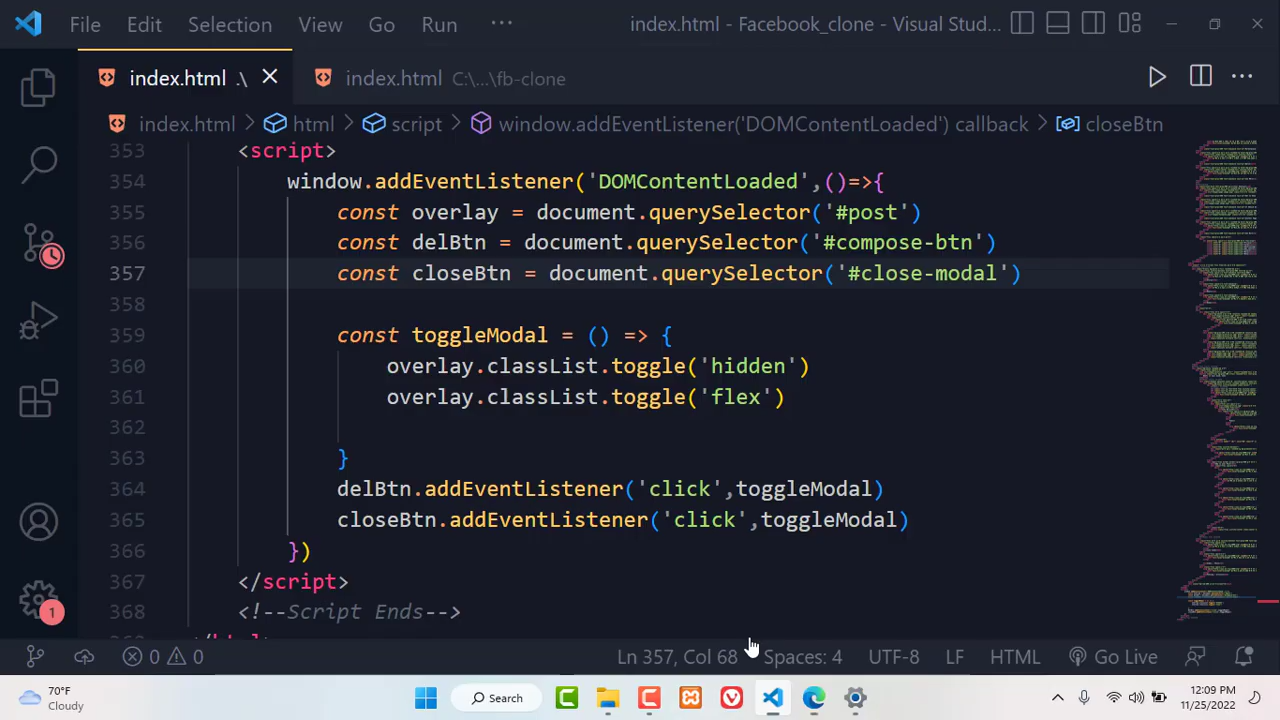 File Edit Selection View Go Run ··· index.html - Facebook_clone - Visual Stud...
index.html .\ index.html C:\...\fb-clone
index.html > html > script > window.addEventListener('DOMContentLoaded') callback > closeBtn
353 <script>
354 window.addEventListener('DOMContentLoaded',()=>{
355 const overlay = document.querySelector('#post')
356 const delBtn = document.querySelector('#compose-btn')
357 const closeBtn = document.querySelector('#close-modal')
358
359 const toggleModal = () => {
360 overlay.classList.toggle('hidden')
361 overlay.classList.toggle('flex')
362
363 }
364 delBtn.addEventListener('click',toggleModal)
365 closeBtn.addEventListener('click',toggleModal)
366 })
367 </script>
368 <!--Script Ends-->
1
0 0 Ln 357, Col 68 Spaces: 4 UTF-8 LF HTML Go Live
70°F
Cloudy
Search
12:09 PM
11/25/2022